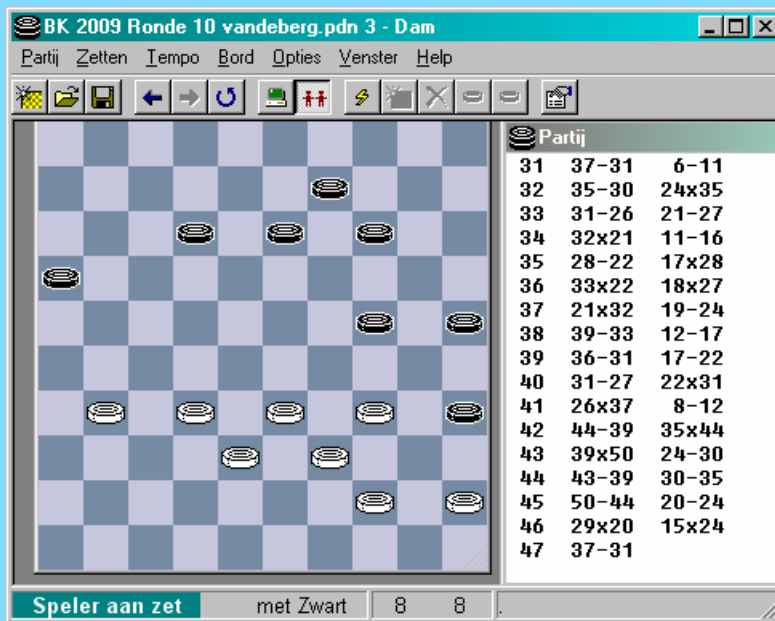 BK 2009 Ronde 10 vandeberg.pdn 3 - Dam
Partij Zetten Tempo Bord Opties Venster Help
Partij
31 37-31 6-11
32 35-30 24x35
33 31-26 21-27
34 32x21 11-16
35 28-22 17x28
36 33x22 18x27
37 21x32 19-24
38 39-33 12-17
39 36-31 17-22
40 31-27 22x31
41 26x37 8-12
42 44-39 35x44
43 39x50 24-30
44 43-39 30-35
45 50-44 20-24
46 29x20 15x24
47 37-31
Speler aan zet met Zwart 8 8 .